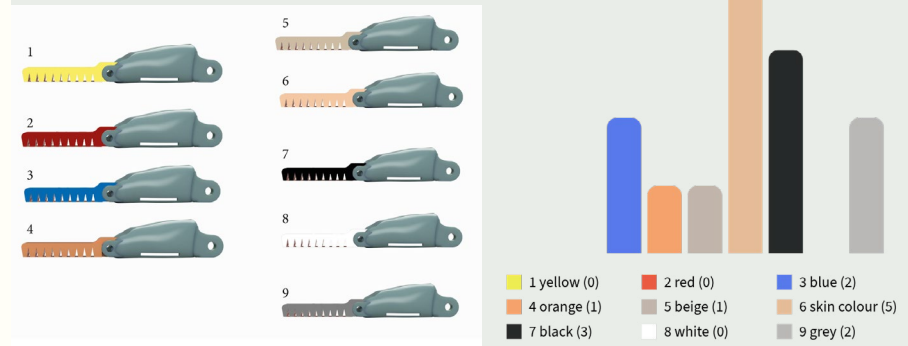 1
2
3
4
5
6
7
8
9
1 yellow (0)
2 red (0)
3 blue (2)
4 orange (1)
5 beige (1)
6 skin colour (5)
7 black (3)
8 white (0)
9 grey (2)